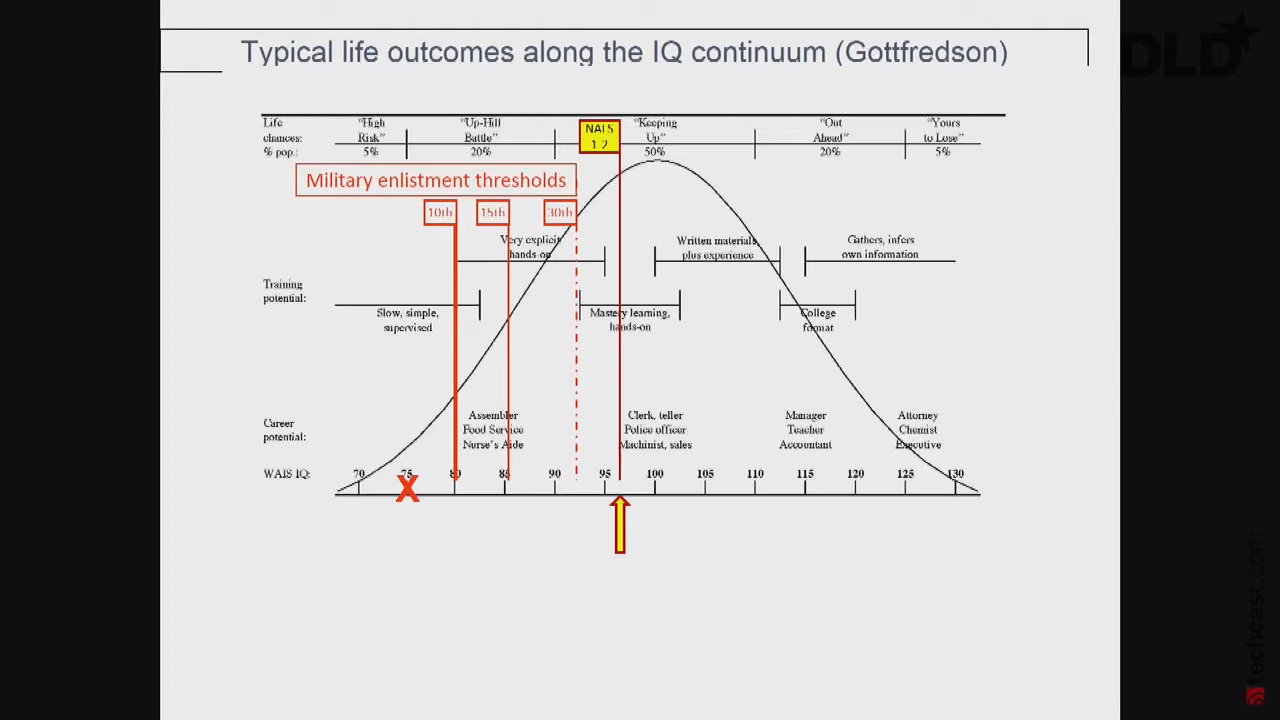 DLD
Typical life outcomes along the IQ continuum (Gottfredson)
Life chances: "High Risk" "Up-Hill Battle" "Keeping Up" "Out Ahead" "Yours to Lose"
% pop.: 5% 20% 50% 20% 5%
NALS
1 2
Military enlistment thresholds
10th 15th 30th
Very explicit hands-on
Written materials, plus experience
Gathers, infers own information
Training potential:
Slow, simple, supervised
Mastery learning, hands-on
College format
Career potential:
Assembler
Food Service
Nurse's Aide
Clerk, teller
Police officer
Machinist, sales
Manager
Teacher
Accountant
Attorney
Chemist
Executive
WAIS IQ: 70 75 80 85 90 95 100 105 110 115 120 125 130
X
techcast.com